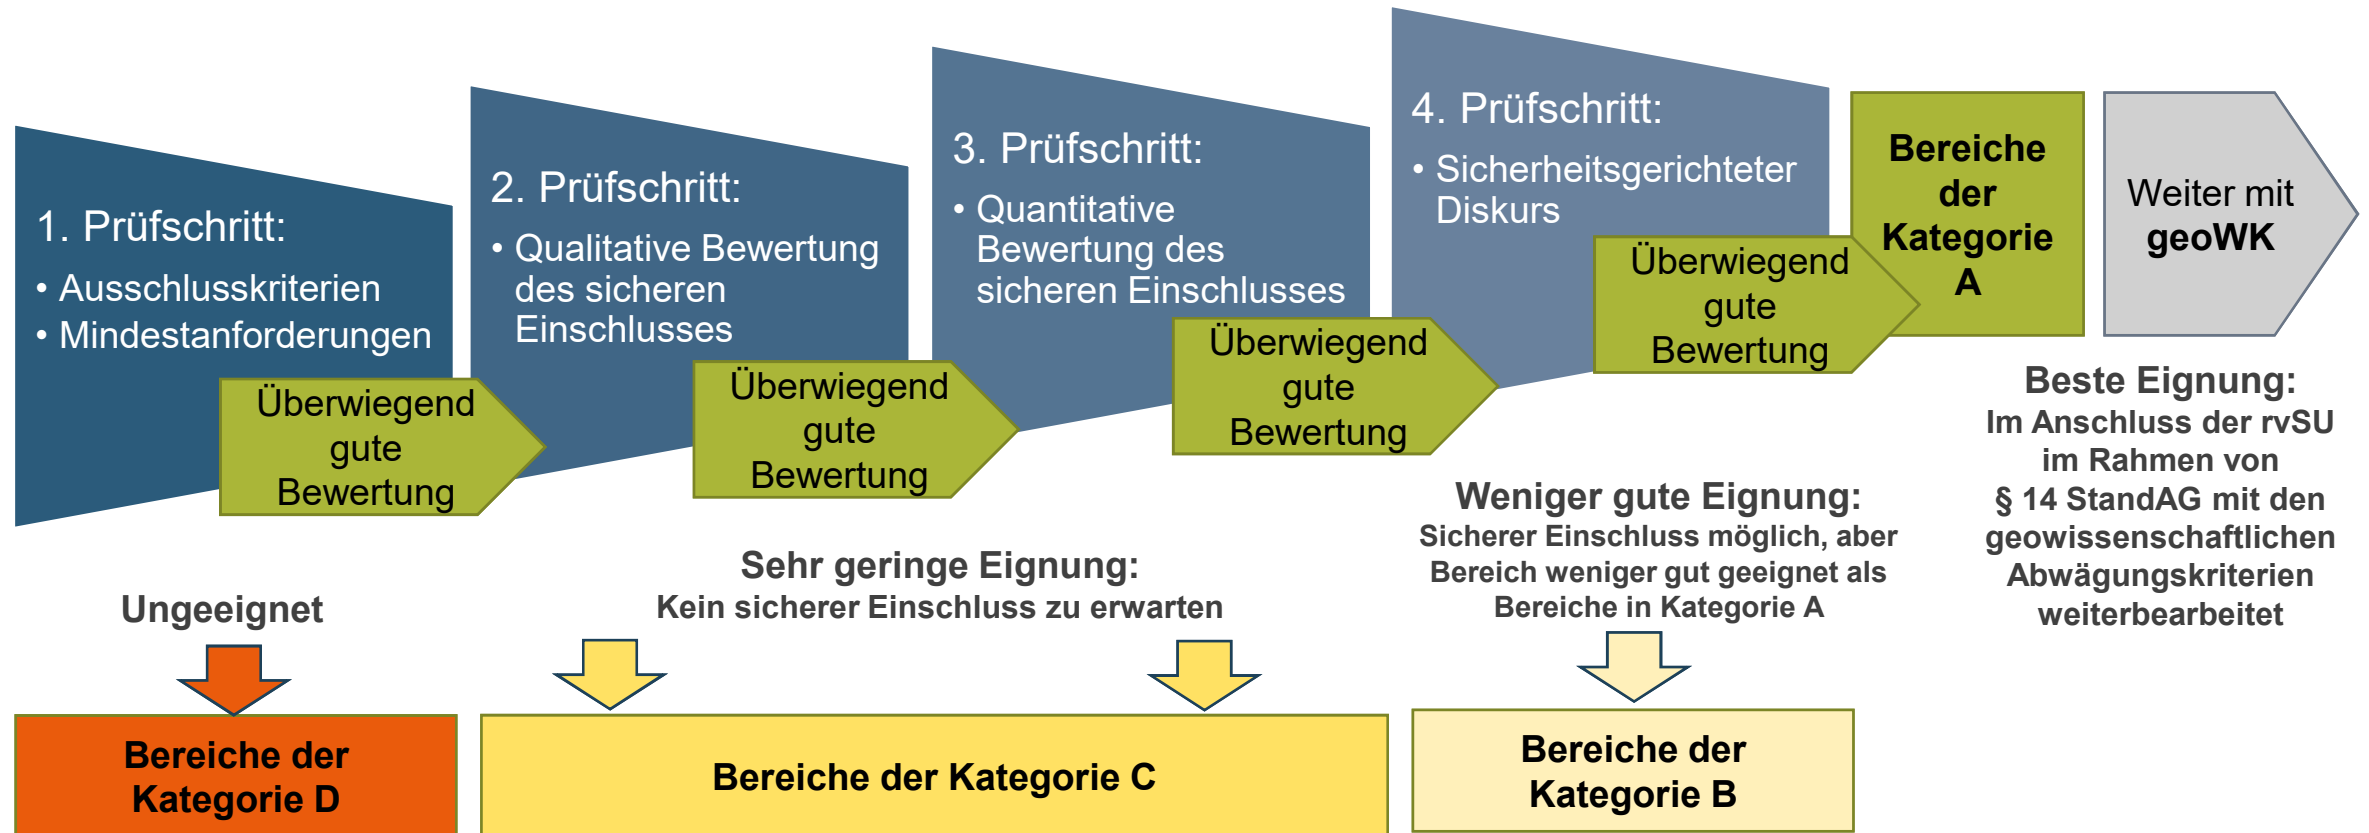 1. Prüfschritt:
• Ausschlusskriterien
• Mindestanforderungen
Überwiegend
gute
Bewertung
2. Prüfschritt:
• Qualitative Bewertung
des sicheren
Einschlusses
Überwiegend
gute
Bewertung
3. Prüfschritt:
• Quantitative
Bewertung des
sicheren Einschlusses
Überwiegend
gute
Bewertung
4. Prüfschritt:
• Sicherheitsgerichteter
Diskurs
Überwiegend
gute
Bewertung
Bereiche
der
Kategorie
A
Weiter mit
geoWK
Beste Eignung:
Im Anschluss der rvSU
im Rahmen von
§ 14 StandAG mit den
geowissenschaftlichen
Abwägungskriterien
weiterbearbeitet
Weniger gute Eignung:
Sicherer Einschluss möglich, aber
Bereich weniger gut geeignet als
Bereiche in Kategorie A
Sehr geringe Eignung:
Kein sicherer Einschluss zu erwarten
Ungeeignet
Bereiche der
Kategorie D
Bereiche der Kategorie C
Bereiche der
Kategorie B